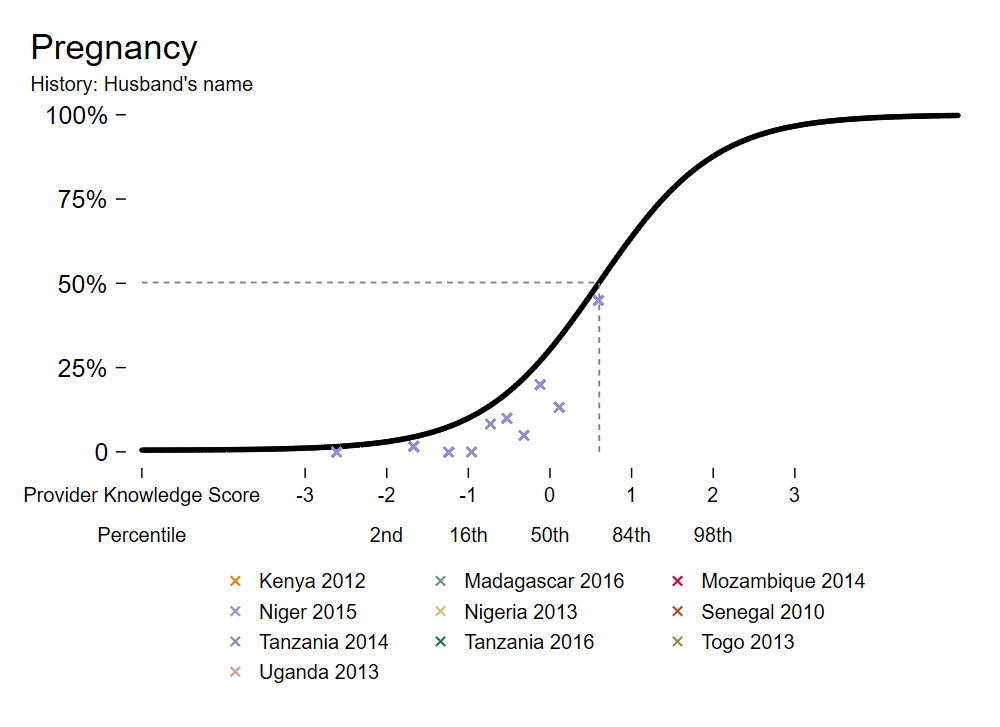 Pregnancy
History: Husband's name
100%
75%
50%
25%
0
Provider Knowledge Score -3 -2 -1 0 1 2 3
Percentile 2nd 16th 50th 84th 98th
Kenya 2012 Madagascar 2016 Mozambique 2014
Niger 2015 Nigeria 2013 Senegal 2010
Tanzania 2014 Tanzania 2016 Togo 2013
Uganda 2013